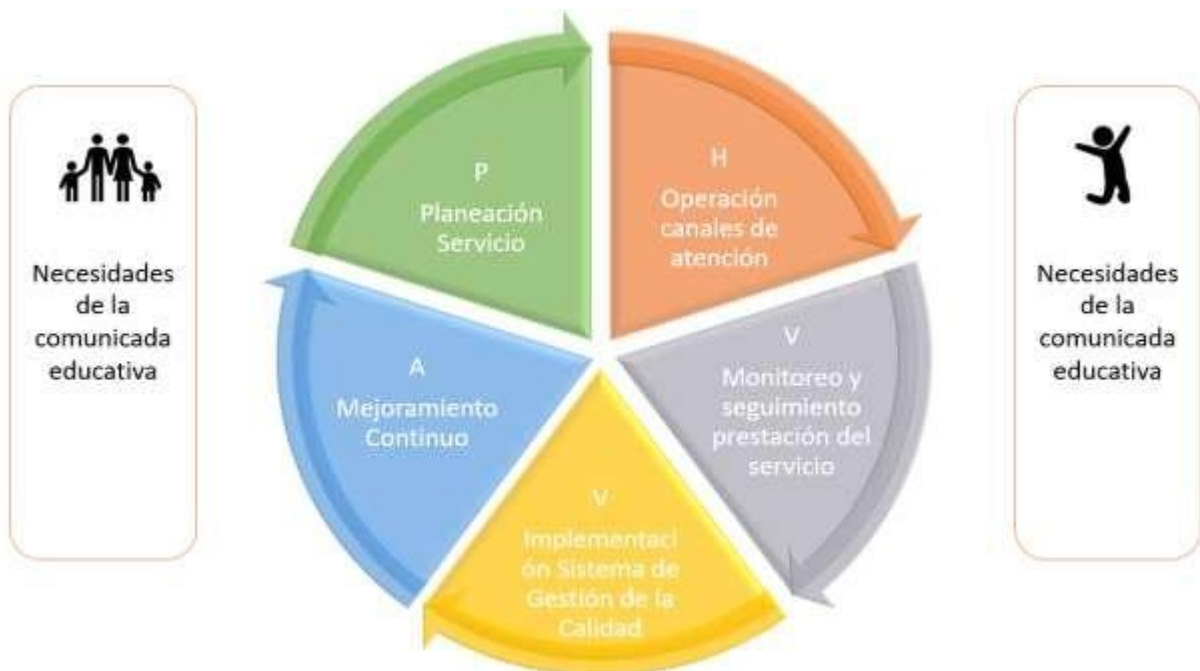 Necesidades
de la
comunicada
educativa
P
Planeación
Servicio
H
Operación
canales de
atención
V
Monitoreo y
seguimiento
prestación del
servicio
V
Implementaci
ón Sistema de
Gestión de la
Calidad
A
Mejoramiento
Continuo
Necesidades
de la
comunicada
educativa